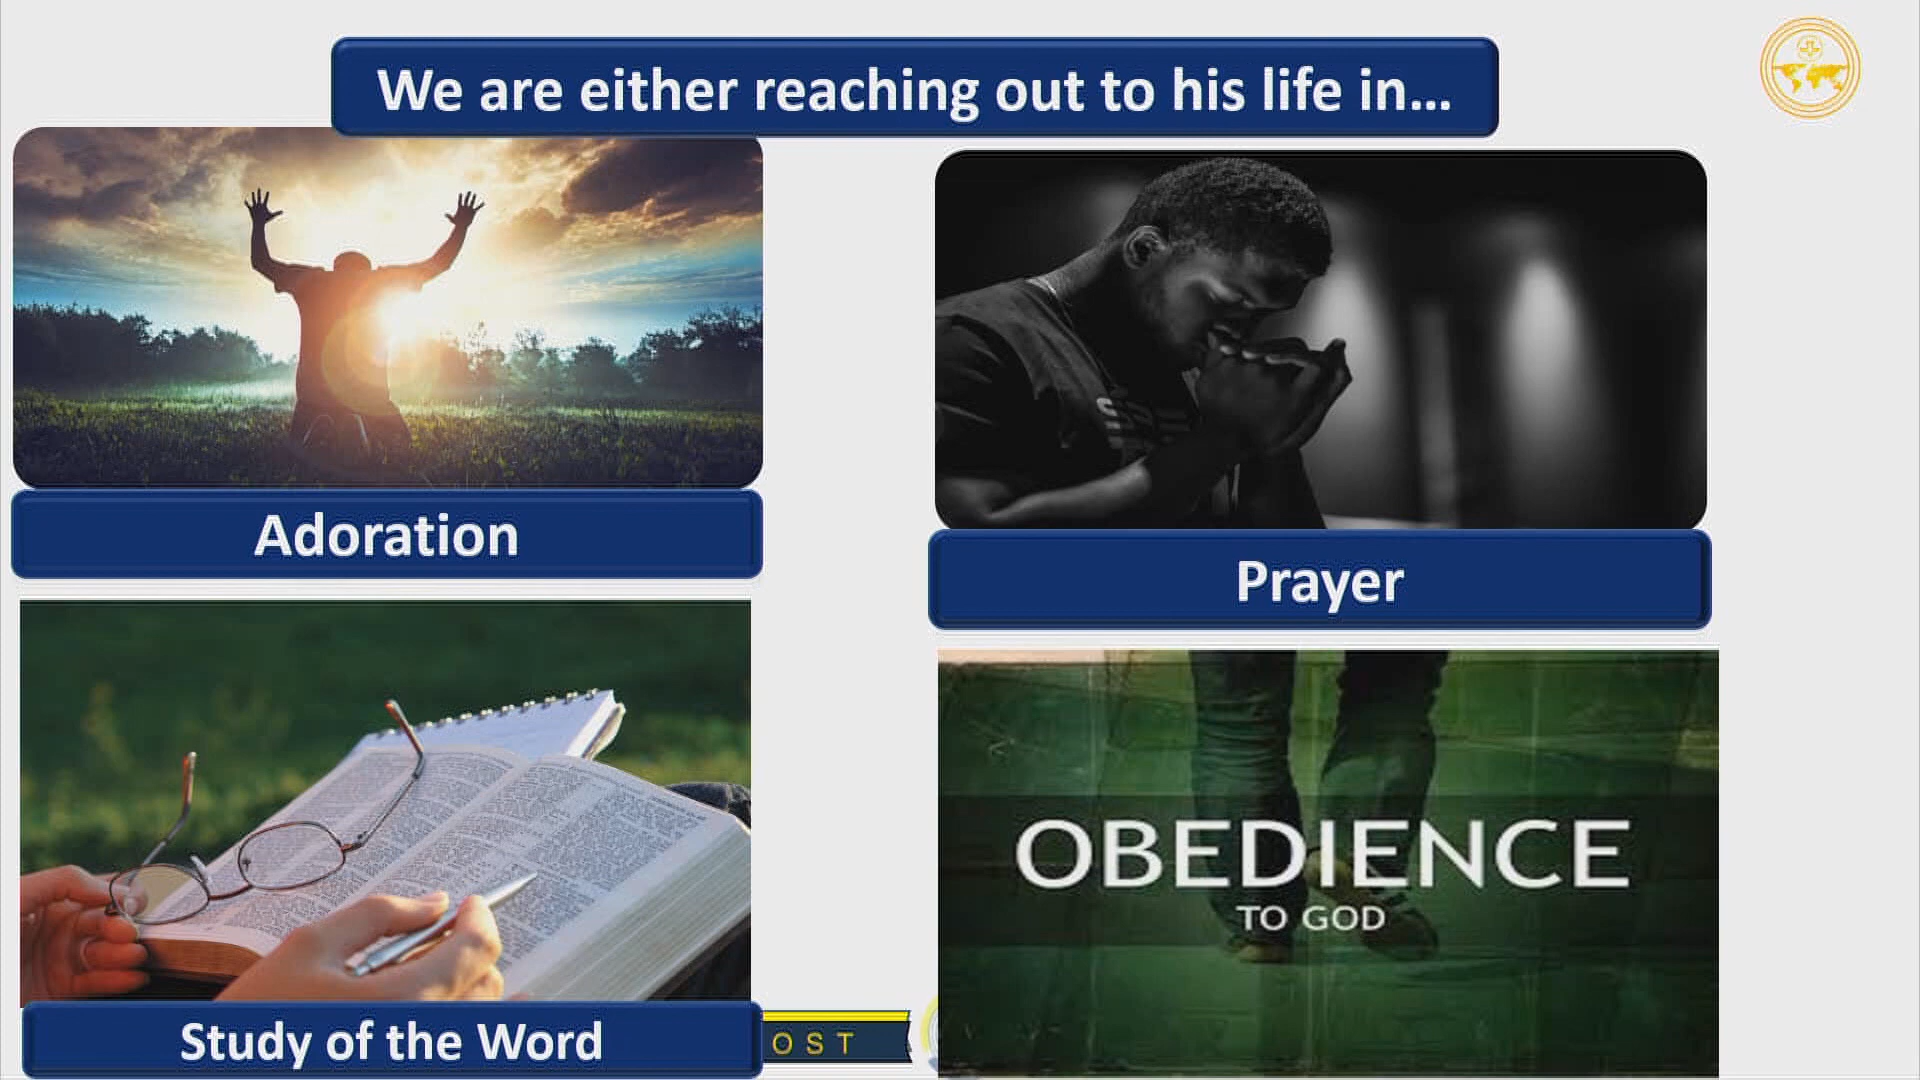 We are either reaching out to his life in...
Adoration
Prayer
OBEDIENCE
TO GOD
Study of the Word
OST